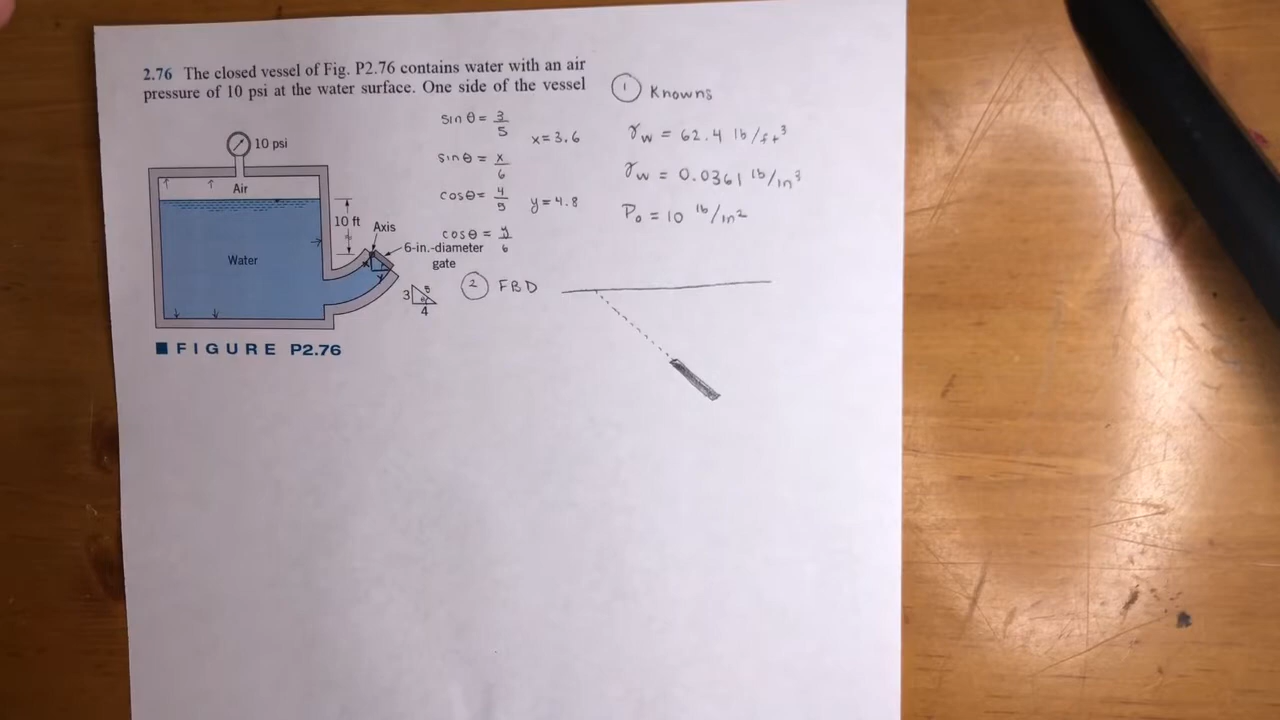 2.76 The closed vessel of Fig. P2.76 contains water with an air
pressure of 10 psi at the water surface. One side of the vessel
10 psi
Air
10 ft
Axis
6-in.-diameter
gate
Water
3
5
4
FIGURE P2.76
sin θ = 3/5
x = 3.6
sin θ = x/6
cos θ = 4/5
y = 4.8
cos θ = y/6
1 Knowns
γw = 62.4 lb/ft³
γw = 0.0361 lb/in³
P₀ = 10 lb/in²
2 FBD